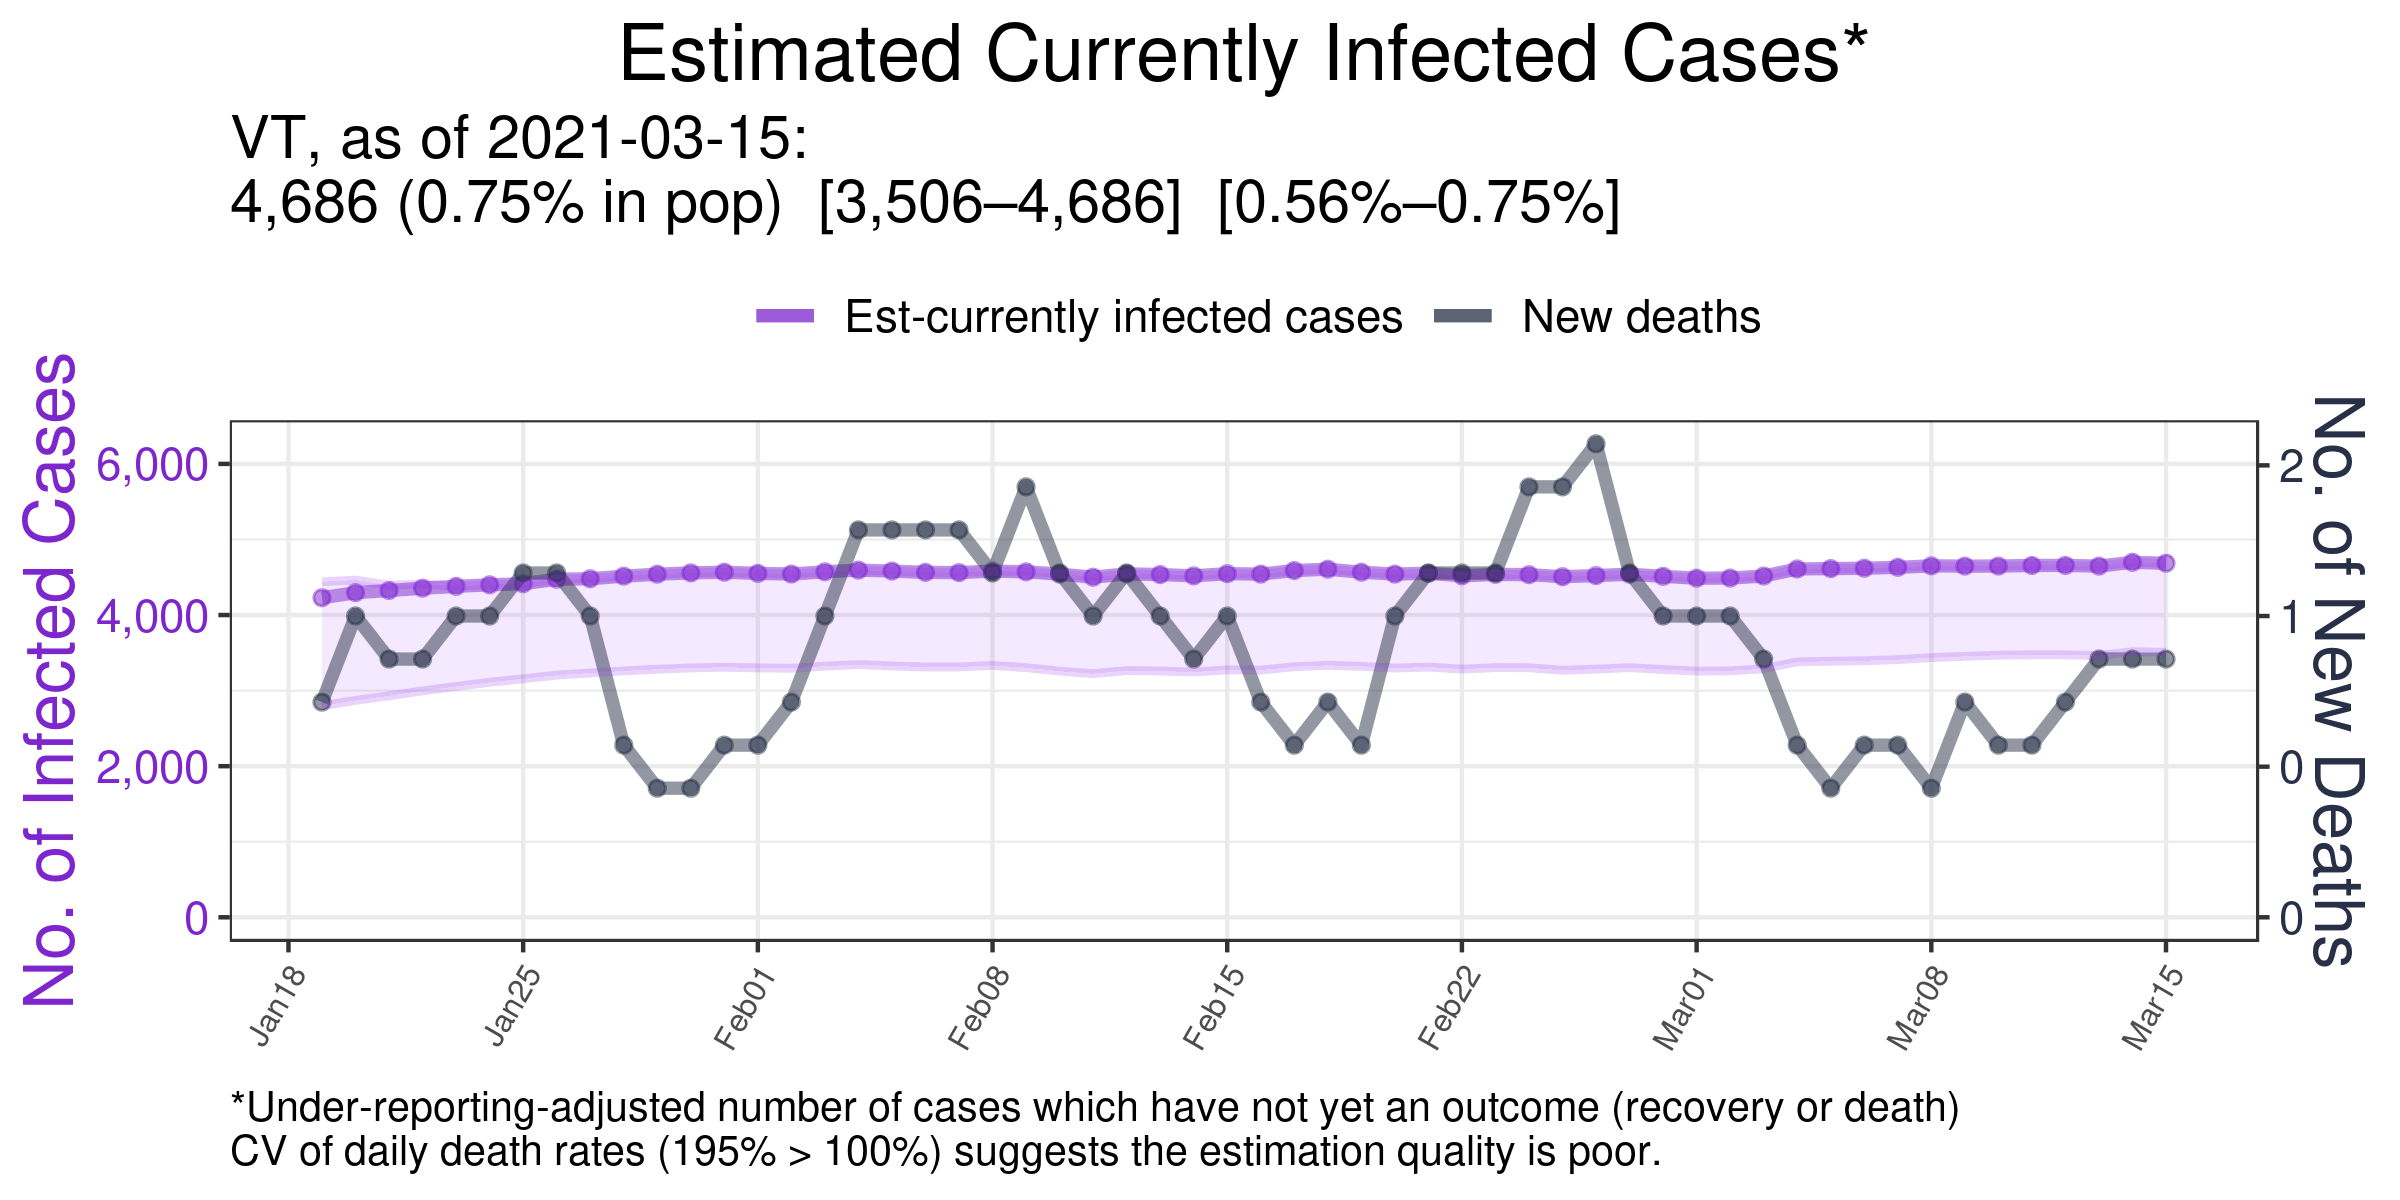 Estimated Currently Infected Cases*
VT, as of 2021-03-15:
4,686 (0.75% in pop)  [3,506–4,686]  [0.56%–0.75%]
Est-currently infected cases
New deaths
No. of Infected Cases
6,000
4,000
2,000
0
2
1
0
0
No. of New Deaths
Jan18
Jan25
Feb01
Feb08
Feb15
Feb22
Mar01
Mar08
Mar15
*Under-reporting-adjusted number of cases which have not yet an outcome (recovery or death)
CV of daily death rates (195% > 100%) suggests the estimation quality is poor.